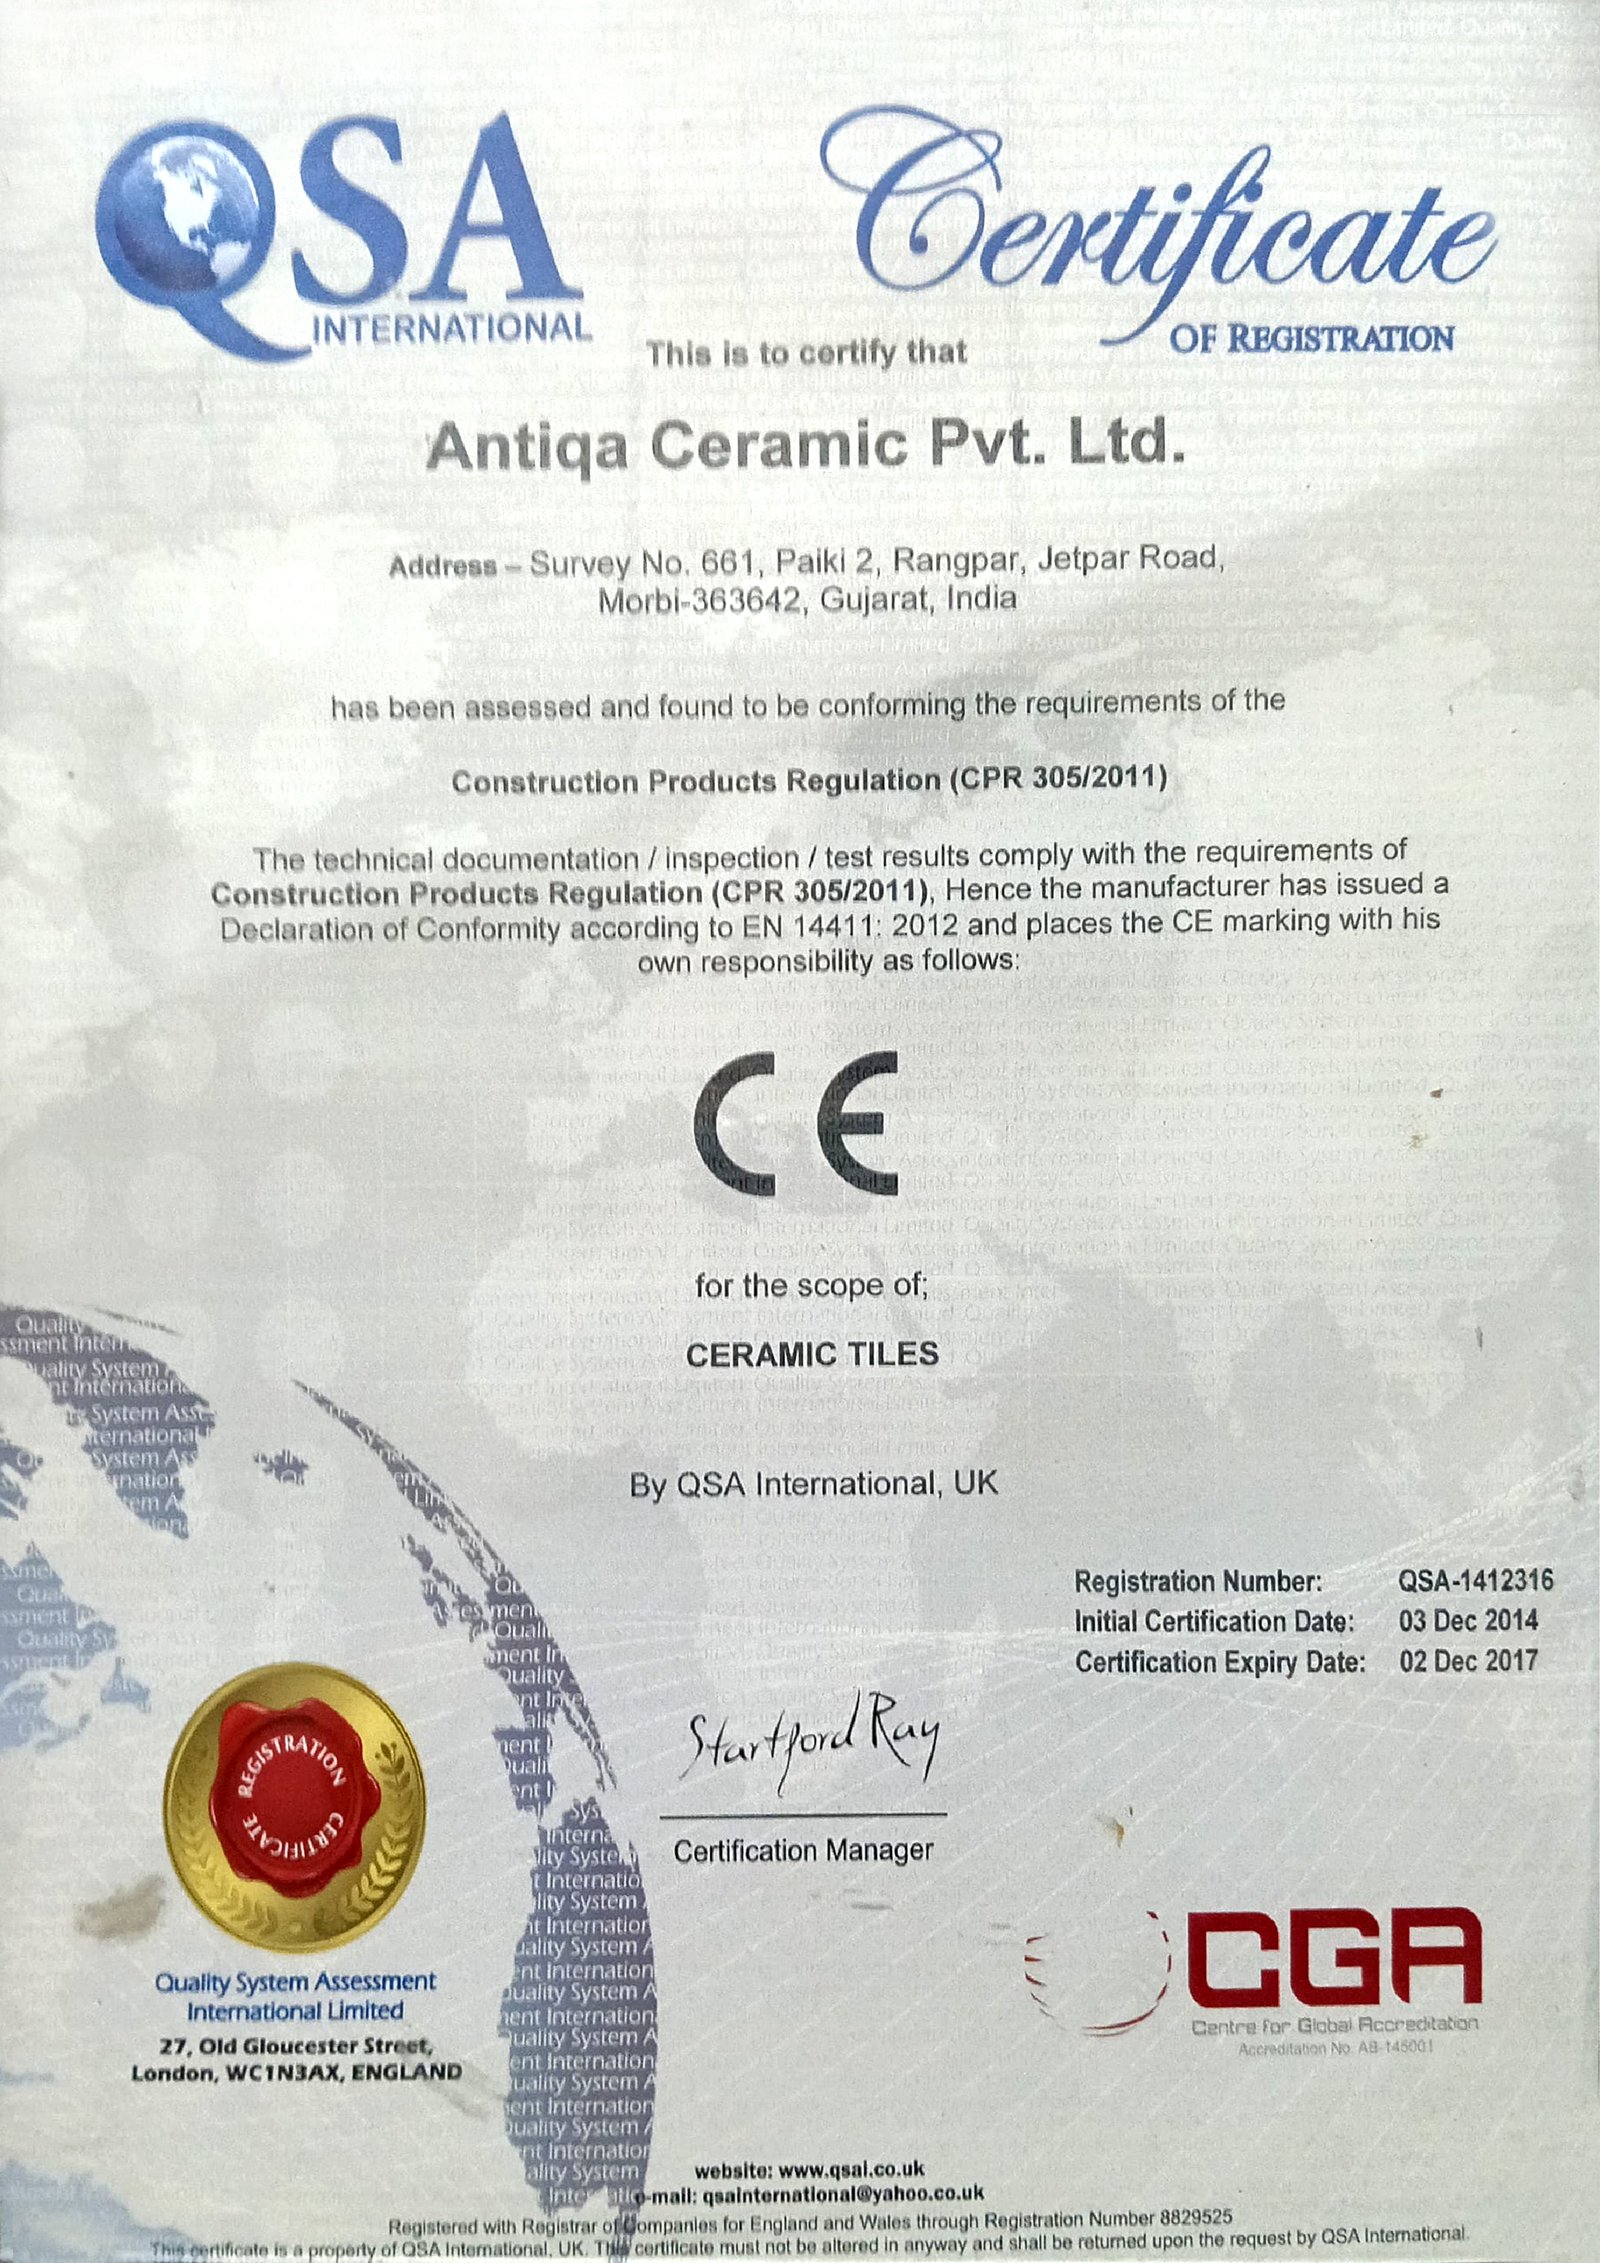 QSA
INTERNATIONAL
Certificate
OF REGISTRATION
This is to certify that
Antiqa Ceramic Pvt. Ltd.
Address – Survey No. 661, Paiki 2, Rangpar, Jetpar Road,
Morbi-363642, Gujarat, India
has been assessed and found to be conforming the requirements of the
Construction Products Regulation (CPR 305/2011)
The technical documentation / inspection / test results comply with the requirements of
Construction Products Regulation (CPR 305/2011), Hence the manufacturer has issued a
Declaration of Conformity according to EN 14411: 2012 and places the CE marking with his
own responsibility as follows:
CE
for the scope of;
CERAMIC TILES
By QSA International, UK
Registration Number: QSA-1412316
Initial Certification Date: 03 Dec 2014
Certification Expiry Date: 02 Dec 2017
Startford Ray
Certification Manager
REGISTRATION
CERTIFICATE
Quality System Assessment
International Limited
27, Old Gloucester Street,
London, WC1N3AX, ENGLAND
CGA
Centre for Global Accreditation
Accreditation No. AB-145001
website: www.qsai.co.uk
e-mail: qsainternational@yahoo.co.uk
Registered with Registrar of Companies for England and Wales through Registration Number 8829525
This certificate is a property of QSA International, UK. This certificate must not be altered in anyway and shall be returned upon the request by QSA International.